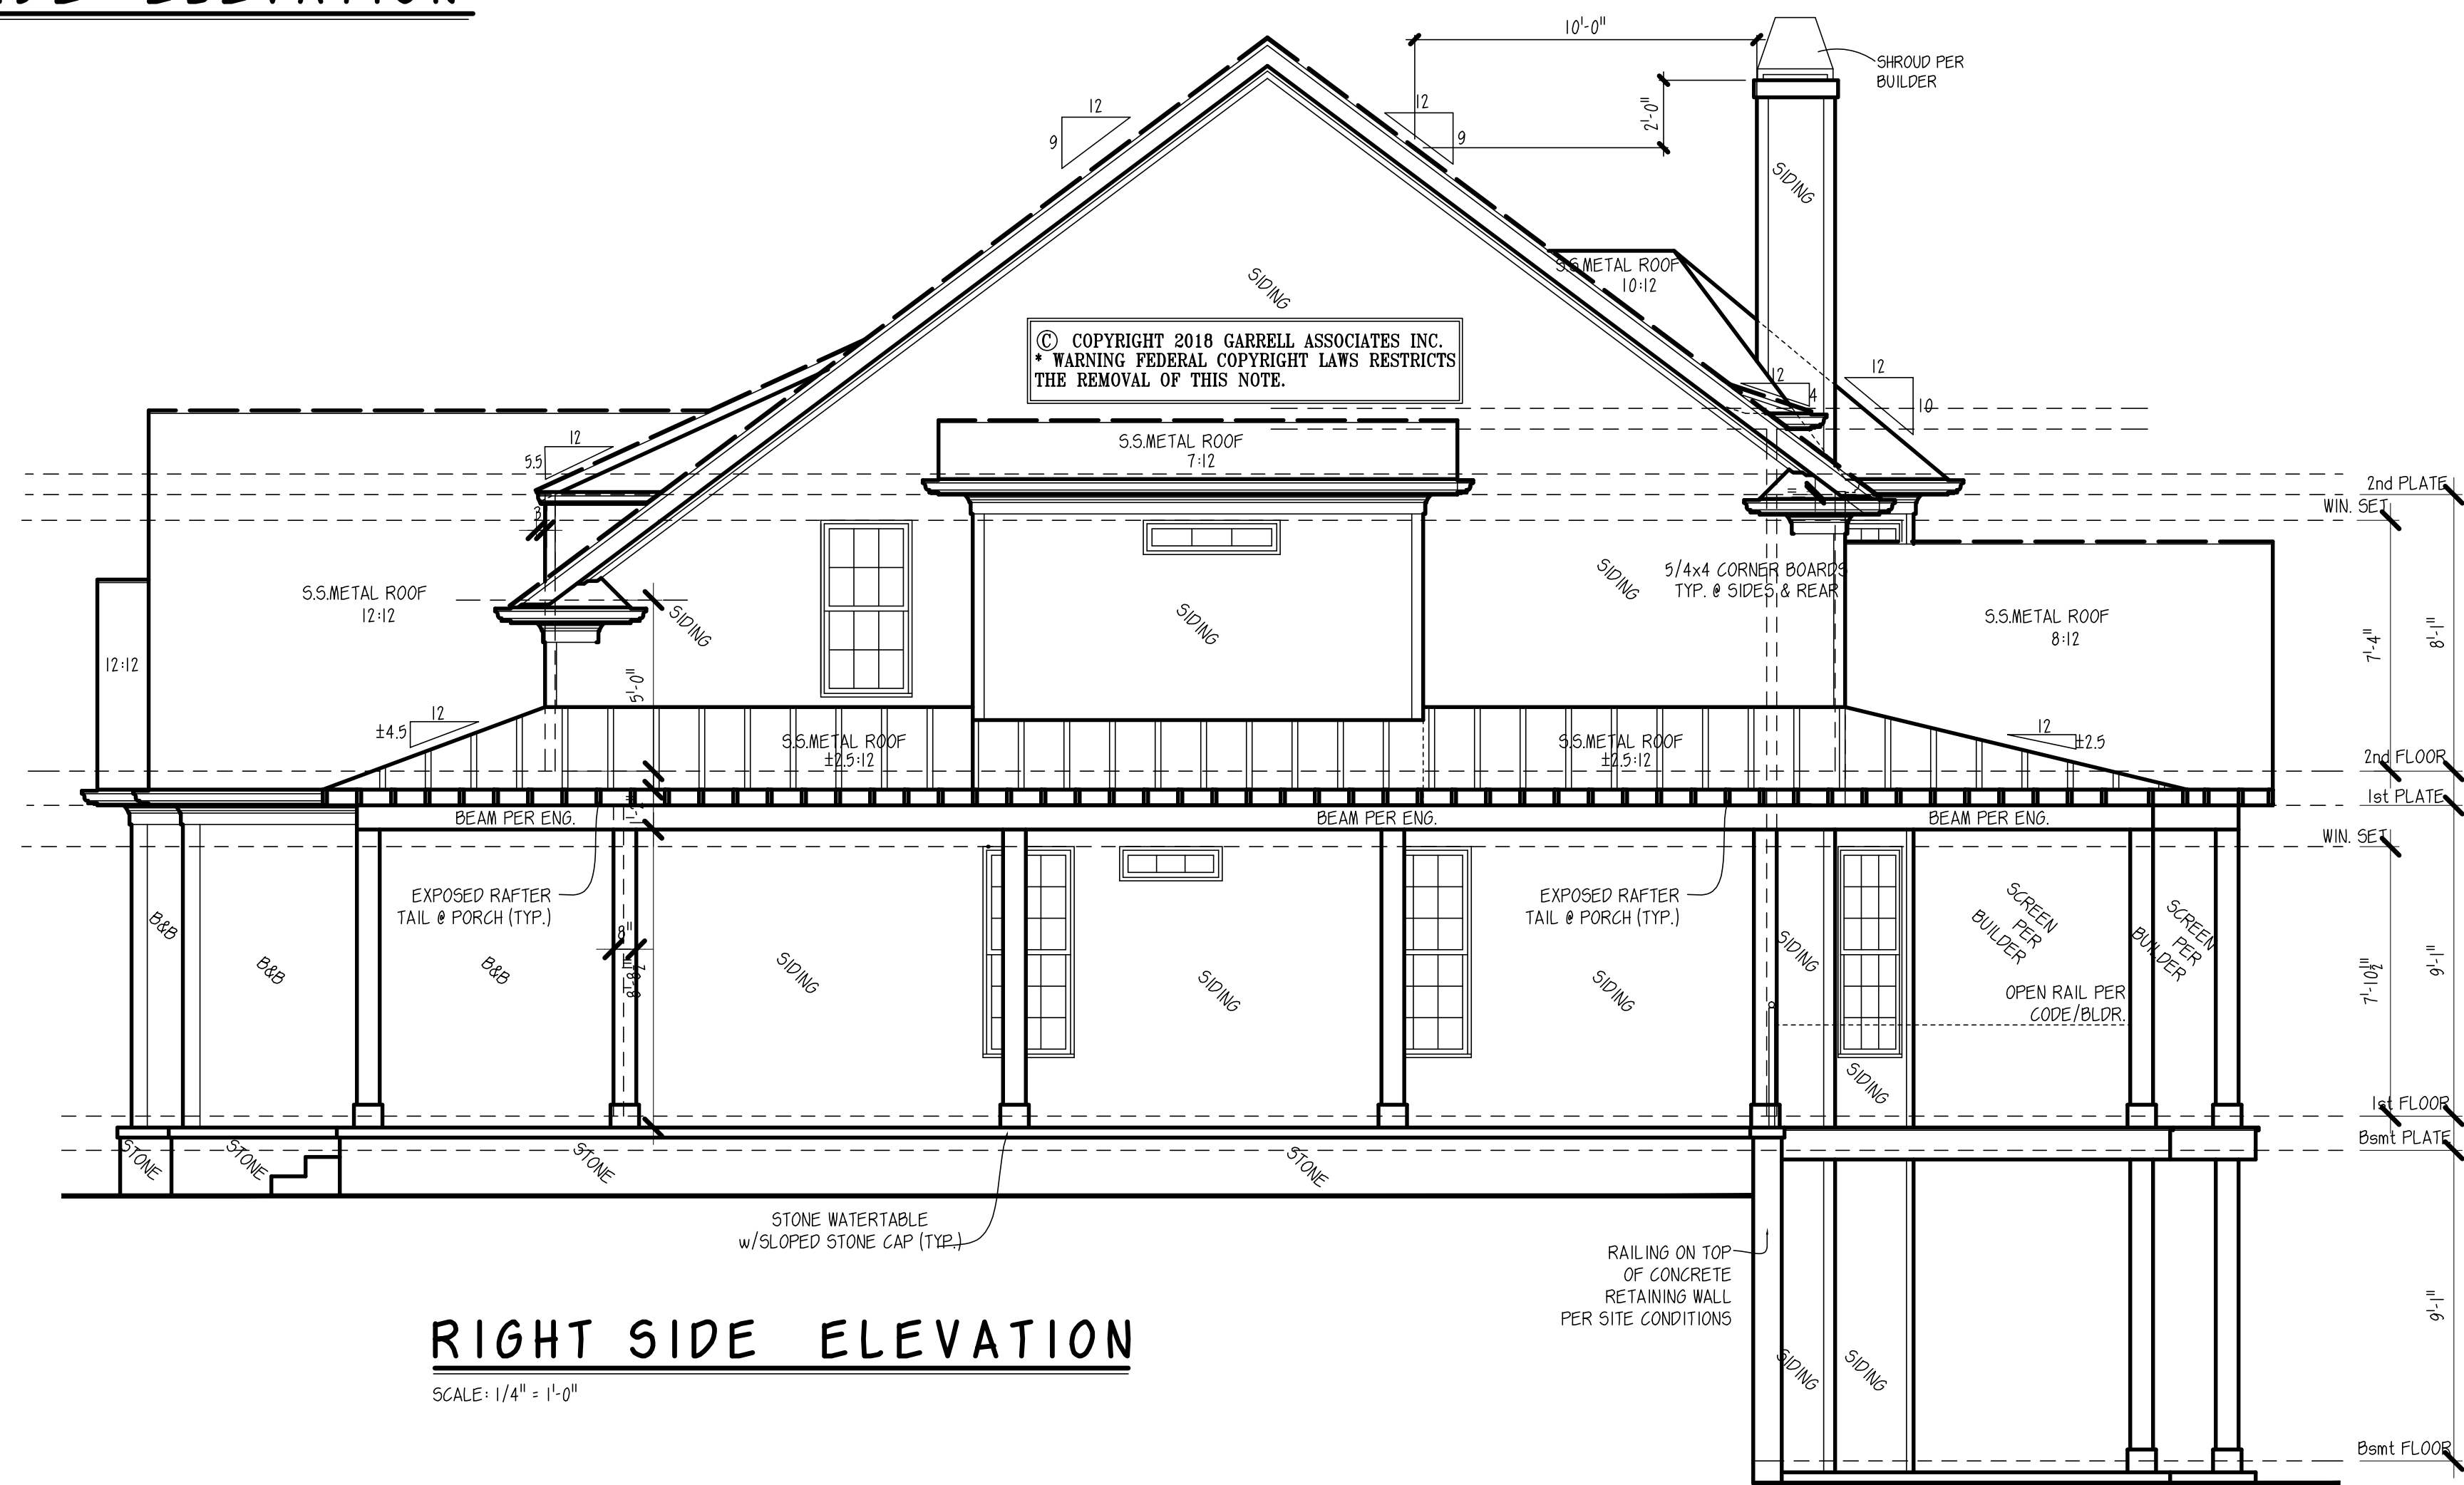 ELEVATION
10'-0"
SHROUD PER
BUILDER
12
9
12
9
2'-0"
SIDING
SIDING
S.S.METAL ROOF
10:12
© COPYRIGHT 2018 GARRELL ASSOCIATES INC.
* WARNING FEDERAL COPYRIGHT LAWS RESTRICTS
THE REMOVAL OF THIS NOTE.
12
4
12
10
12
5.5
S.S.METAL ROOF
7:12
2nd PLATE
WIN. SET
3
S.S.METAL ROOF
12:12
SIDING
SIDING
SIDING
5/4x4 CORNER BOARDS
TYP. @ SIDES & REAR
S.S.METAL ROOF
8:12
12:12
5'-0"
7'-4"
8'-1"
12
±4.5
S.S.METAL ROOF
±2.5:12
S.S.METAL ROOF
±2.5:12
12
±2.5
2nd FLOOR
1st PLATE
1'-2"
BEAM PER ENG.
BEAM PER ENG.
BEAM PER ENG.
WIN. SET
EXPOSED RAFTER
TAIL @ PORCH (TYP.)
EXPOSED RAFTER
TAIL @ PORCH (TYP.)
B&B
B&B
B&B
8"
SIDING
SIDING
SIDING
SIDING
SCREEN
PER
BUILDER
SCREEN
PER
BUILDER
OPEN RAIL PER
CODE/BLDR.
7'-10½"
9'-1"
SIDING
1st FLOOR
Bsmt PLATE
STONE
STONE
STONE
STONE
STONE WATERTABLE
w/SLOPED STONE CAP (TYP.)
RAILING ON TOP
OF CONCRETE
RETAINING WALL
PER SITE CONDITIONS
9'-1"
RIGHT SIDE ELEVATION
SCALE: 1/4" = 1'-0"
SIDING
SIDING
Bsmt FLOOR